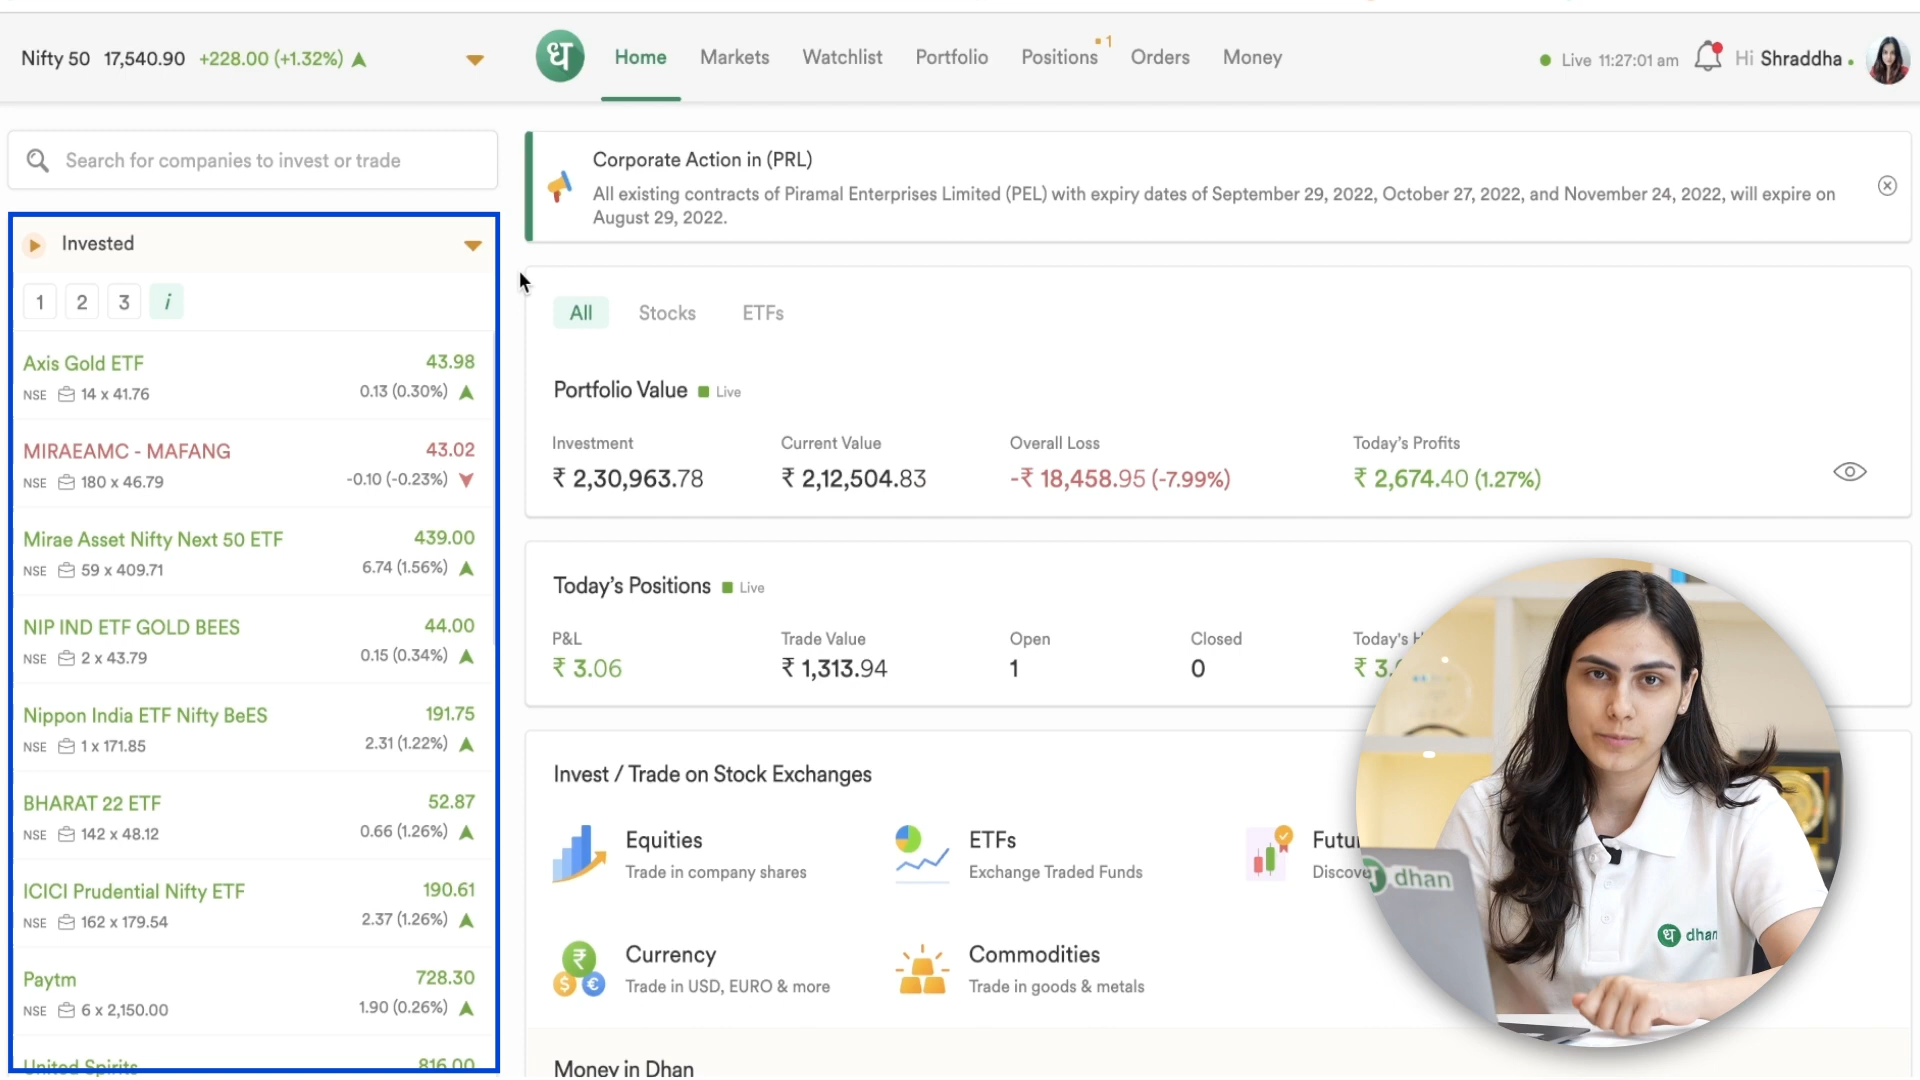 Nifty 50 17,540.90 +228.00 (+1.32%)
ध Home Markets Watchlist Portfolio Positions 1 Orders Money
Live 11:27:01 am Hi Shraddha
Search for companies to invest or trade
Invested
1 2 3 i
Axis Gold ETF 43.98
NSE 14 x 41.76 0.13 (0.30%)
MIRAEAMC - MAFANG 43.02
NSE 180 x 46.79 -0.10 (-0.23%)
Mirae Asset Nifty Next 50 ETF 439.00
NSE 59 x 409.71 6.74 (1.56%)
NIP IND ETF GOLD BEES 44.00
NSE 2 x 43.79 0.15 (0.34%)
Nippon India ETF Nifty BeES 191.75
NSE 1 x 171.85 2.31 (1.22%)
BHARAT 22 ETF 52.87
NSE 142 x 48.12 0.66 (1.26%)
ICICI Prudential Nifty ETF 190.61
NSE 162 x 179.54 2.37 (1.26%)
Paytm 728.30
NSE 6 x 2,150.00 1.90 (0.26%)
United Spirits 816.00
Corporate Action in (PRL)
All existing contracts of Piramal Enterprises Limited (PEL) with expiry dates of September 29, 2022, October 27, 2022, and November 24, 2022, will expire on
August 29, 2022.
All Stocks ETFs
Portfolio Value Live
Investment Current Value Overall Loss Today's Profits
₹ 2,30,963.78 ₹ 2,12,504.83 -₹ 18,458.95 (-7.99%) ₹ 2,674.40 (1.27%)
Today's Positions Live
P&L Trade Value Open Closed Today's
₹ 3.06 ₹ 1,313.94 1 0 ₹ 3.
Invest / Trade on Stock Exchanges
Equities
Trade in company shares
ETFs
Exchange Traded Funds
Futu
Discove
Currency
Trade in USD, EURO & more
Commodities
Trade in goods & metals
Money in Dhan
dhan
ध dhan